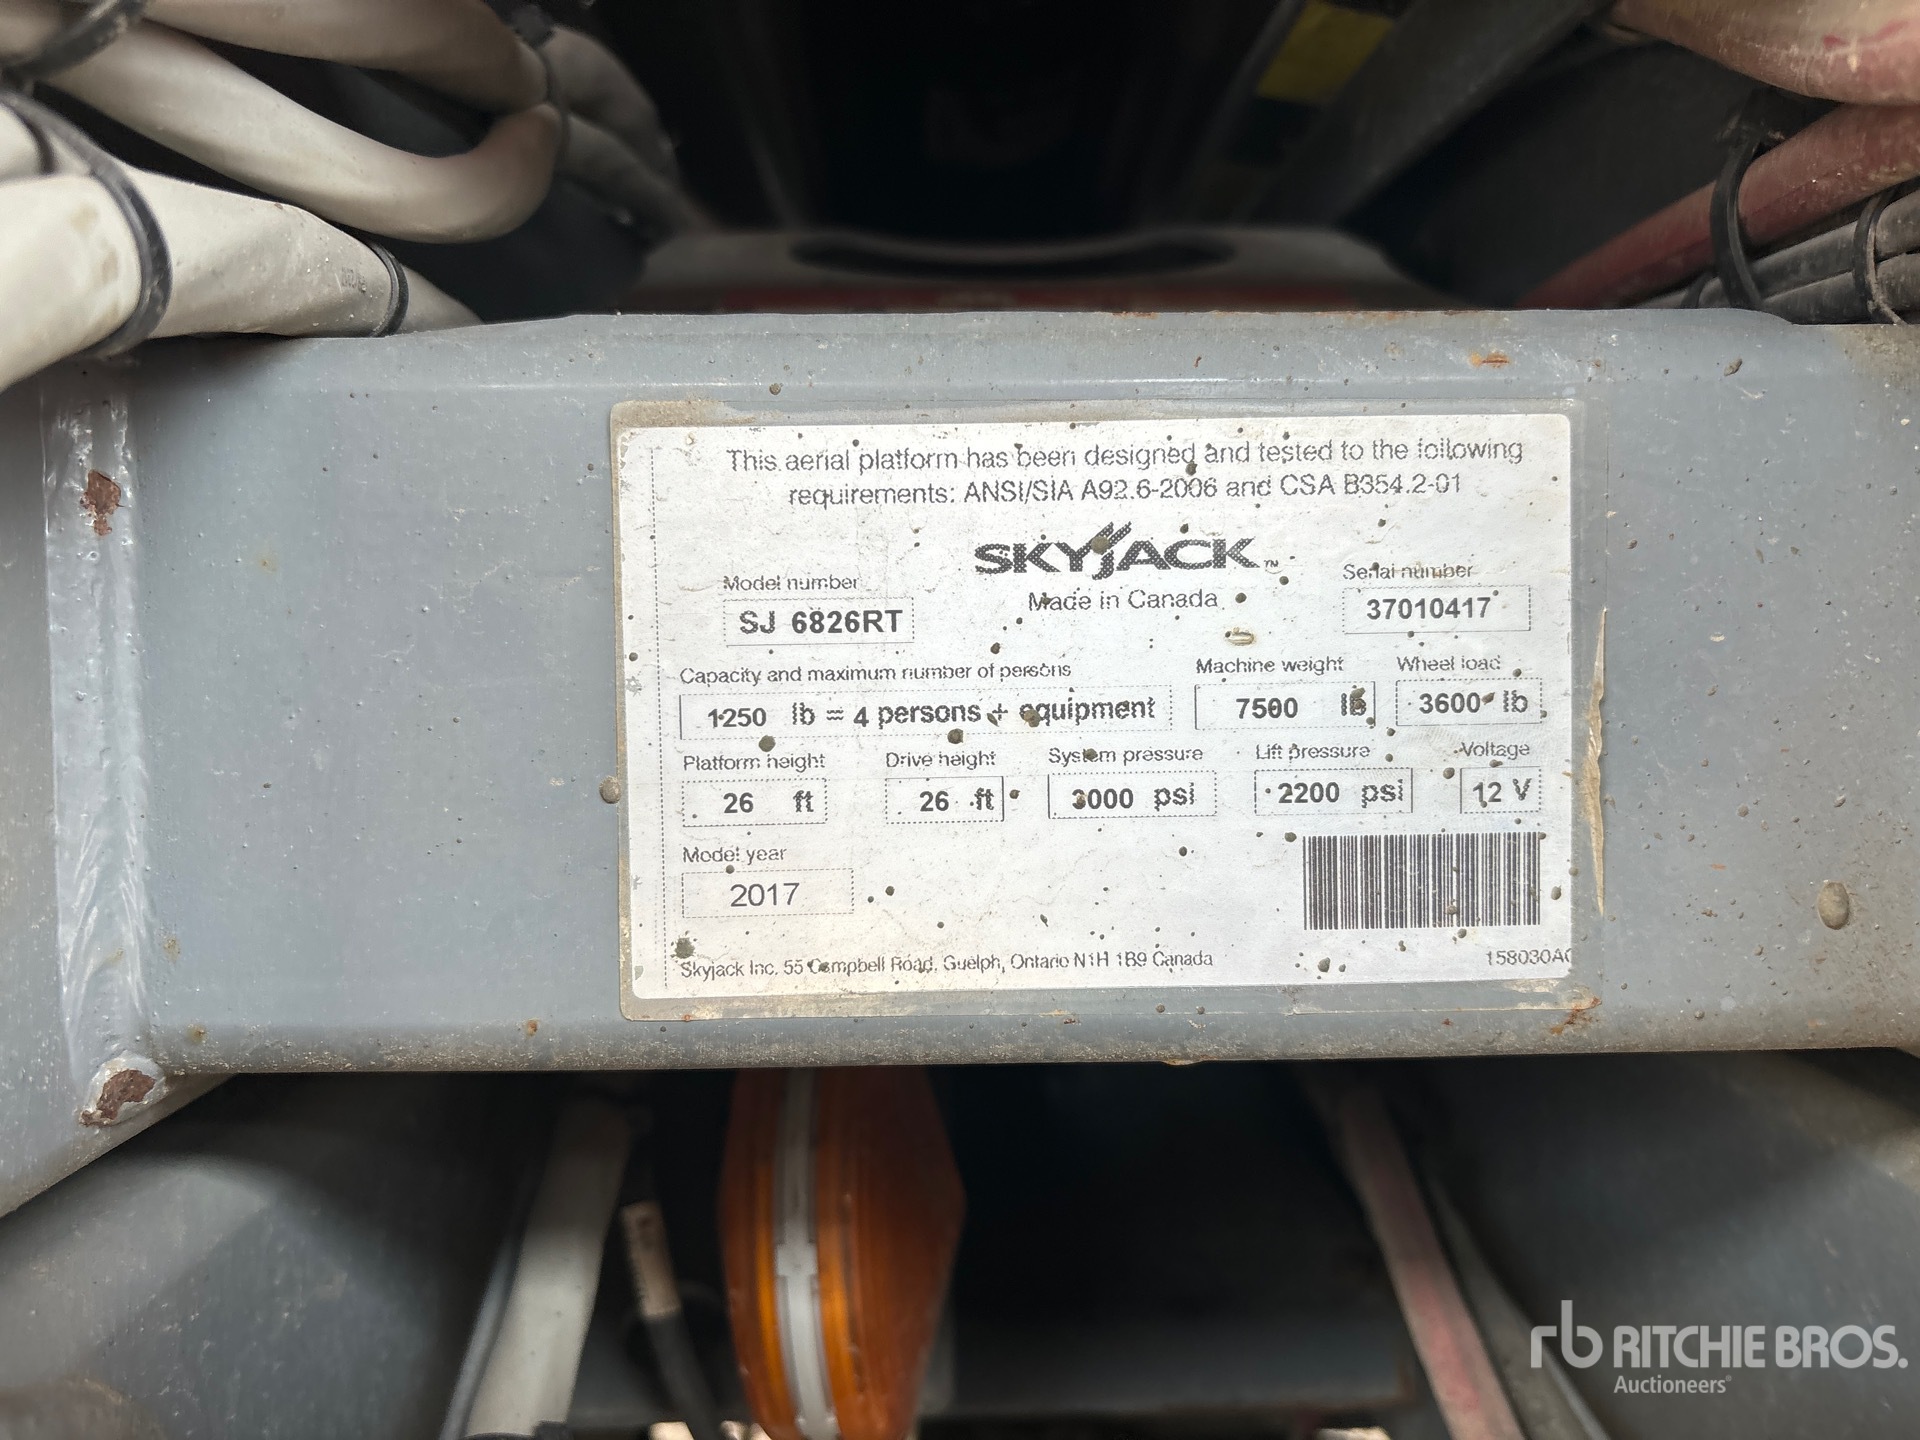 This aerial platform has been designed and tested to the following
requirements: ANSI/SIA A92.6-2006 and CSA B354.2-01
SKYJACK™
Made in Canada
Model number
SJ 6826RT
Serial number
37010417
Capacity and maximum number of persons
1250 lb = 4 persons + equipment
Machine weight
7500 lb
Wheel load
3600 lb
Platform height
26 ft
Drive height
26 ft
System pressure
3000 psi
Lift pressure
2200 psi
Voltage
12 V
Model year
2017
Skyjack Inc. 55 Campbell Road, Guelph, Ontario N1H 1B9 Canada
158030A
rb RITCHIE BROS.
Auctioneers